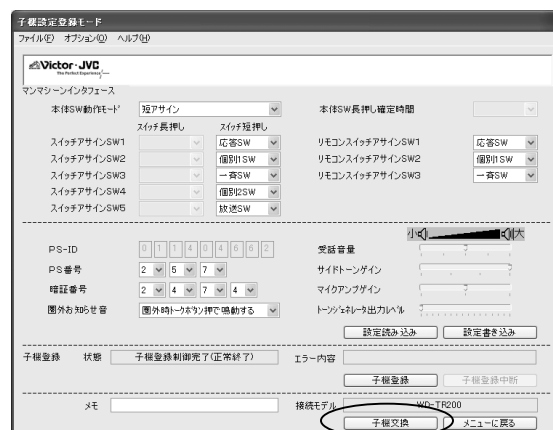 子機設定登録モード
ファイル(F) オプション(O) ヘルプ(H)
Victor・JVC
The Perfect Experience
マンマシーンインタフェース
本体SW動作モード 短アサイン 本体SW長押し確定時間
スイッチ長押し スイッチ短押し
スイッチアサインSW1 応答SW リモコンスイッチアサインSW1 応答SW
スイッチアサインSW2 個別1SW リモコンスイッチアサインSW2 個別1SW
スイッチアサインSW3 一斉SW リモコンスイッチアサインSW3 一斉SW
スイッチアサインSW4 個別2SW
スイッチアサインSW5 放送SW
小 大
PS-ID 0 1 1 4 0 4 6 6 2 受話音量
PS番号 2 5 7 サイドトーンゲイン
暗証番号 2 4 7 4 マイクアンプゲイン
圏外お知らせ音 圏外時トークボタン押で鳴動する トーンジェネレータ出力レベル
設定読み込み 設定書き込み
子機登録 状態 子機登録制御完了(正常終了) エラー内容
子機登録 子機登録中断
メモ 接続モデル WD-TR200
子機交換 メニューに戻る